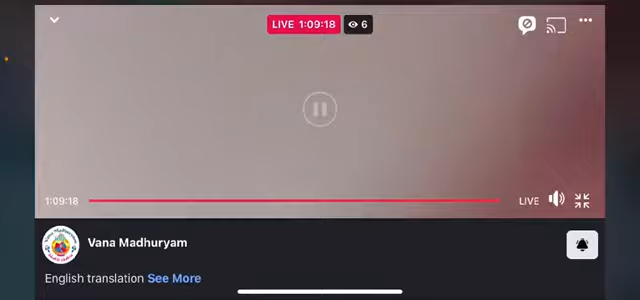 LIVE 1:09:18 6
1:09:18 LIVE
Vana Madhuryam
English translation See More